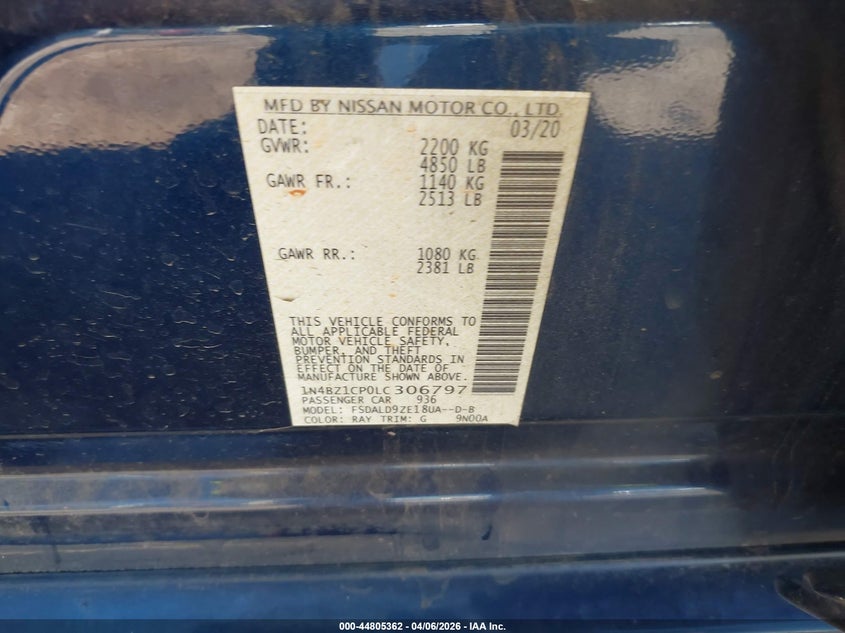 MFD BY NISSAN MOTOR CO., LTD.
DATE: 03/20
GVWR: 2200 KG
4850 LB
GAWR FR.: 1140 KG
2513 LB
GAWR RR.: 1080 KG
2381 LB
THIS VEHICLE CONFORMS TO
ALL APPLICABLE FEDERAL
MOTOR VEHICLE SAFETY,
BUMPER, AND THEFT
PREVENTION STANDARDS IN
EFFECT ON THE DATE OF
MANUFACTURE SHOWN ABOVE.
1N4BZ1CP0LC306797
PASSENGER CAR 936
MODEL: FSDALD9ZE18UA--D-B
COLOR: RAY TRIM: G 9N00A
000-44805362 - 04/06/2026 - IAA Inc.